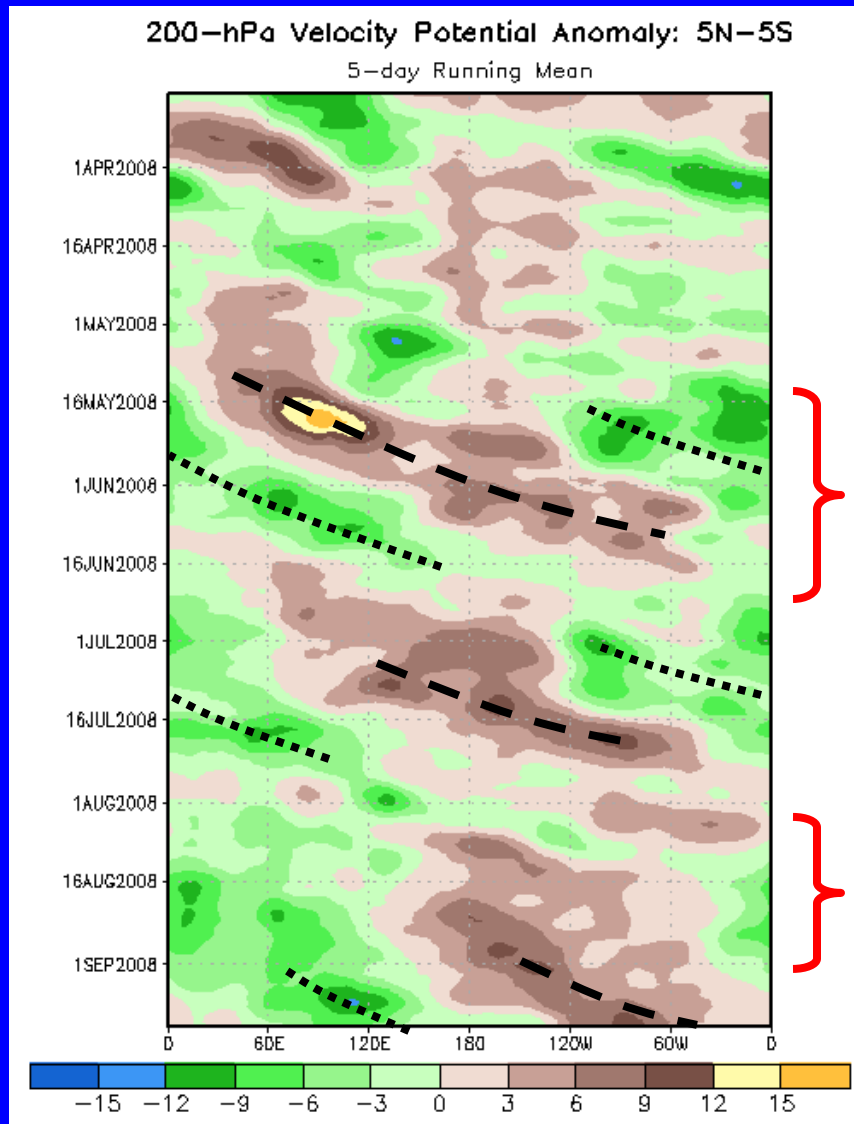 200-hPa Velocity Potential Anomaly: 5N-5S
5-day Running Mean
1APR2008
16APR2008
1MAY2008
16MAY2008
1JUN2008
16JUN2008
1JUL2008
16JUL2008
1AUG2008
16AUG2008
1SEP2008
0 60E 120E 180 120W 60W 0
-15 -12 -9 -6 -3 0 3 6 9 12 15